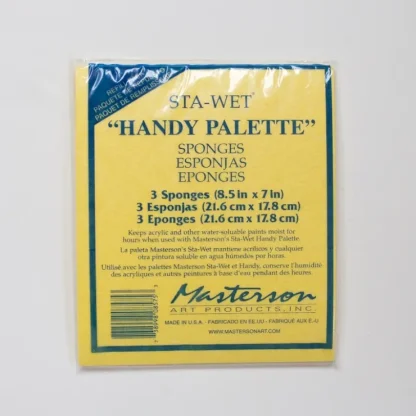 REFILL
PAQUETE DE REPUESTO
PAQUET DE REMPLISSAGE
STA-WET®
“HANDY PALETTE”
SPONGES
ESPONJAS
EPONGES
3 Sponges (8.5 in x 7 in)
3 Esponjas (21.6 cm x 17.8 cm)
3 Eponges (21.6 cm x 17.8 cm)
Keeps acrylic and other water-soluble paints moist for
hours when used with Masterson's Sta-Wet Handy Palette.
La paleta Masterson's Sta-Wet mantiene acrílicos y cualquier
otra pintura soluble en agua húmedos por horas
Utilisé avec les palettes Masterson Sta-Wet et Handy, conserve l'humidité
des acryliques et autres peintures à base d'eau pendant des heures
Masterson
ART PRODUCTS, INC.
MADE IN U.S.A. · FABRICADO EN EE.UU · FABRIQUE AUX E.U
WWW.MASTERSONART.COM